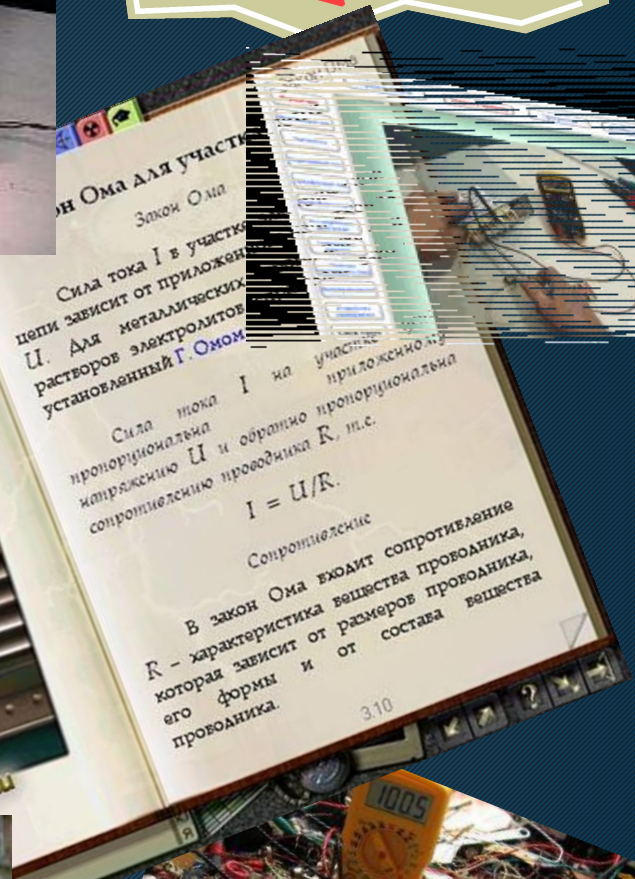 он Ома для участк
Закон Ома
Сила тока I в участке
цепи зависит от приложен
U. Для металлических
растворов электролитов
установленный Г. Омом
Сила тока I на участке
пропорциональна приложенному
напряжению U и обратно пропорциональна
сопротивлению проводника R, т.е.
I = U/R.
Сопротивление
В закон Ома входит сопротивление
R – характеристика вещества проводника,
которая зависит от размеров проводника,
его формы и от состава вещества
проводника.
3.10
1005